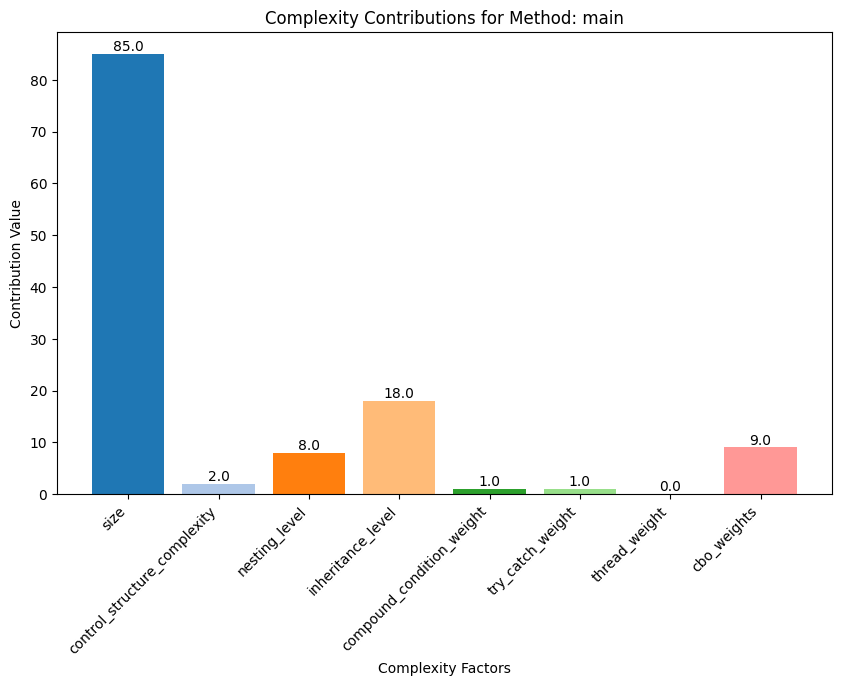 Complexity Contributions for Method: main
Contribution Value
80
70
60
50
40
30
20
10
0
85.0
2.0
8.0
18.0
1.0
1.0
0.0
9.0
size
control_structure_complexity
nesting_level
inheritance_level
compound_condition_weight
try_catch_weight
thread_weight
cbo_weights
Complexity Factors